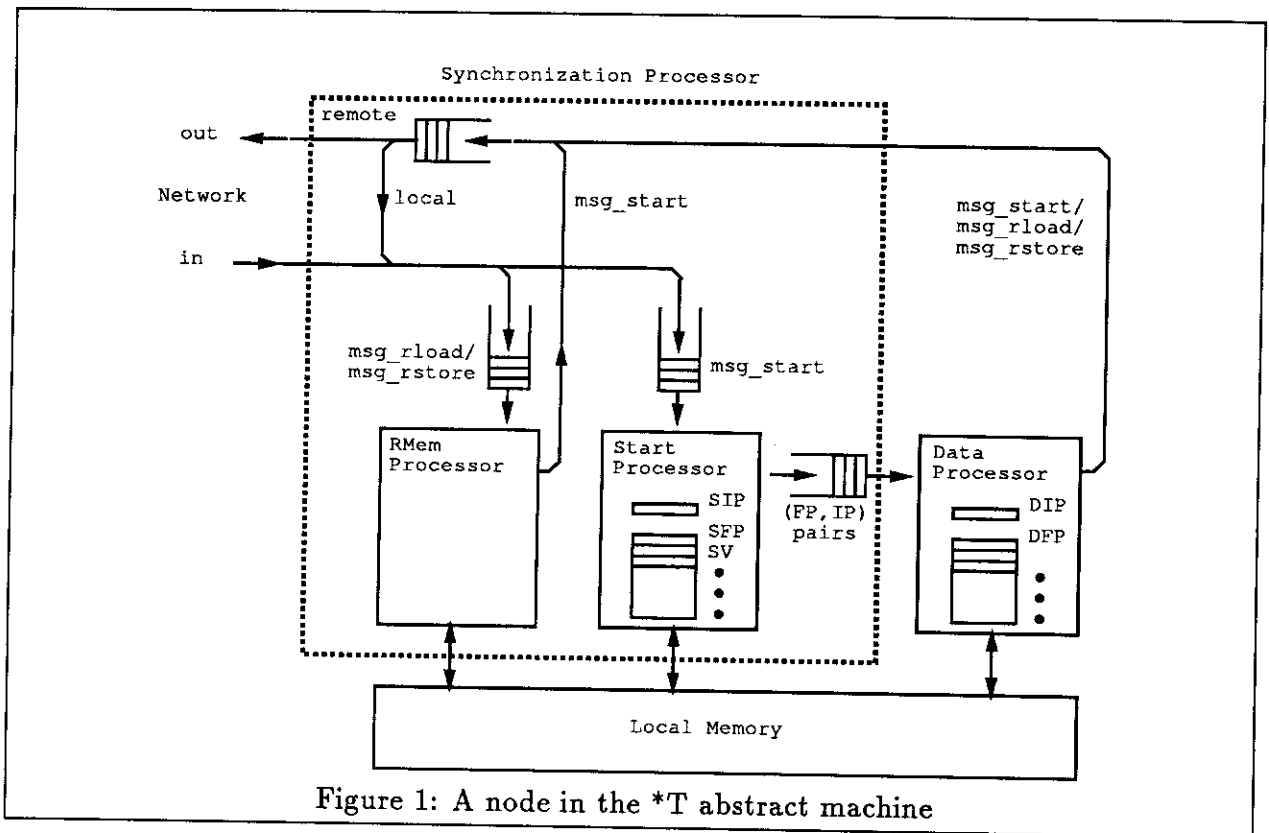 Synchronization Processor
remote
out
Network
local
msg_start
msg_start/
msg_rload/
msg_rstore
in
msg_rload/
msg_rstore
msg_start
RMem
Processor
Start
Processor
SIP
SFP
SV
(FP,IP)
pairs
Data
Processor
DIP
DFP
Local Memory
Figure 1: A node in the *T abstract machine